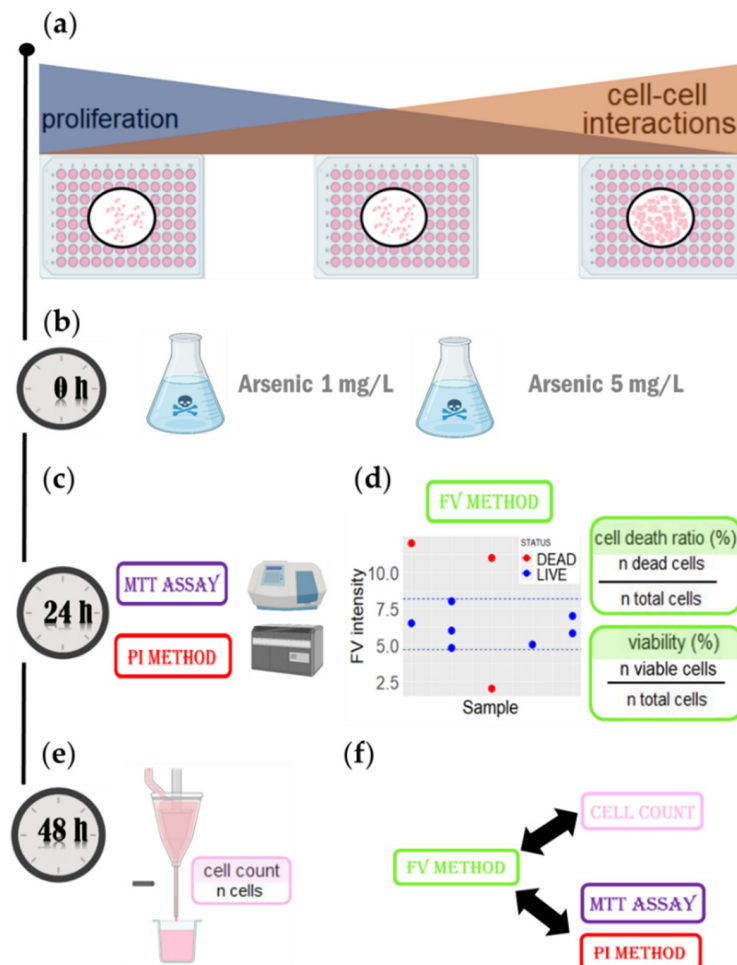 (a)
proliferation
cell-cell
interactions
(b)
0 h
Arsenic 1 mg/L
Arsenic 5 mg/L
(c)
24 h
MTT ASSAY
PI METHOD
(d)
FV METHOD
STATUS
DEAD
LIVE
FV intensity
10.0
7.5
5.0
2.5
Sample
cell death ratio (%)
n dead cells
n total cells
viability (%)
n viable cells
n total cells
(e)
48 h
cell count
n cells
(f)
CELL COUNT
FV METHOD
MTT ASSAY
PI METHOD